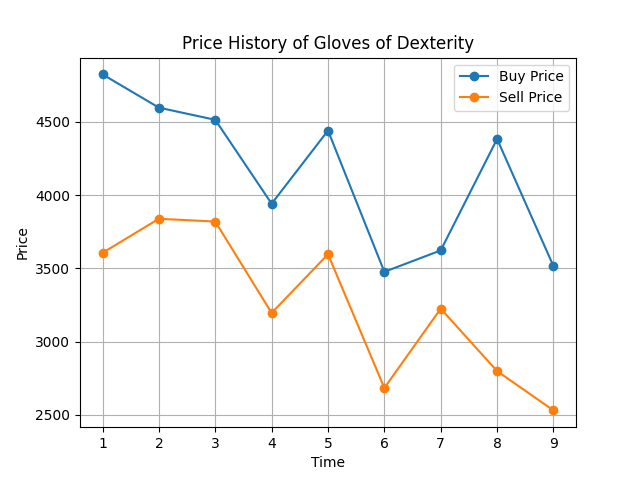 Price History of Gloves of Dexterity
Buy Price
Sell Price
4500
4000
3500
3000
2500
Price
1 2 3 4 5 6 7 8 9
Time